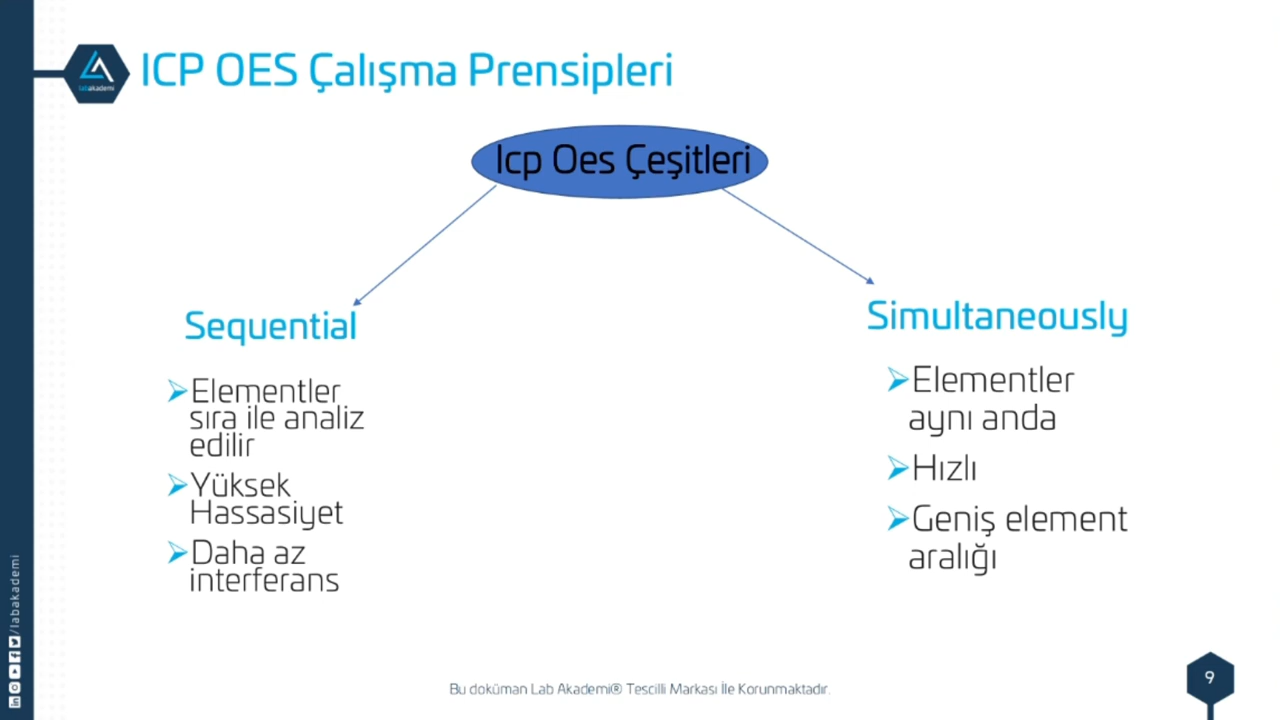 ICP OES Çalışma Prensipleri
labakademi
Icp Oes Çeşitleri
Sequential
Elementler
sıra ile analiz
edilir
Yüksek
Hassasiyet
Daha az
interferans
Simultaneously
Elementler
aynı anda
Hızlı
Geniş element
aralığı
/labakademi
Bu doküman Lab Akademi® Tescilli Markası İle Korunmaktadır.
9